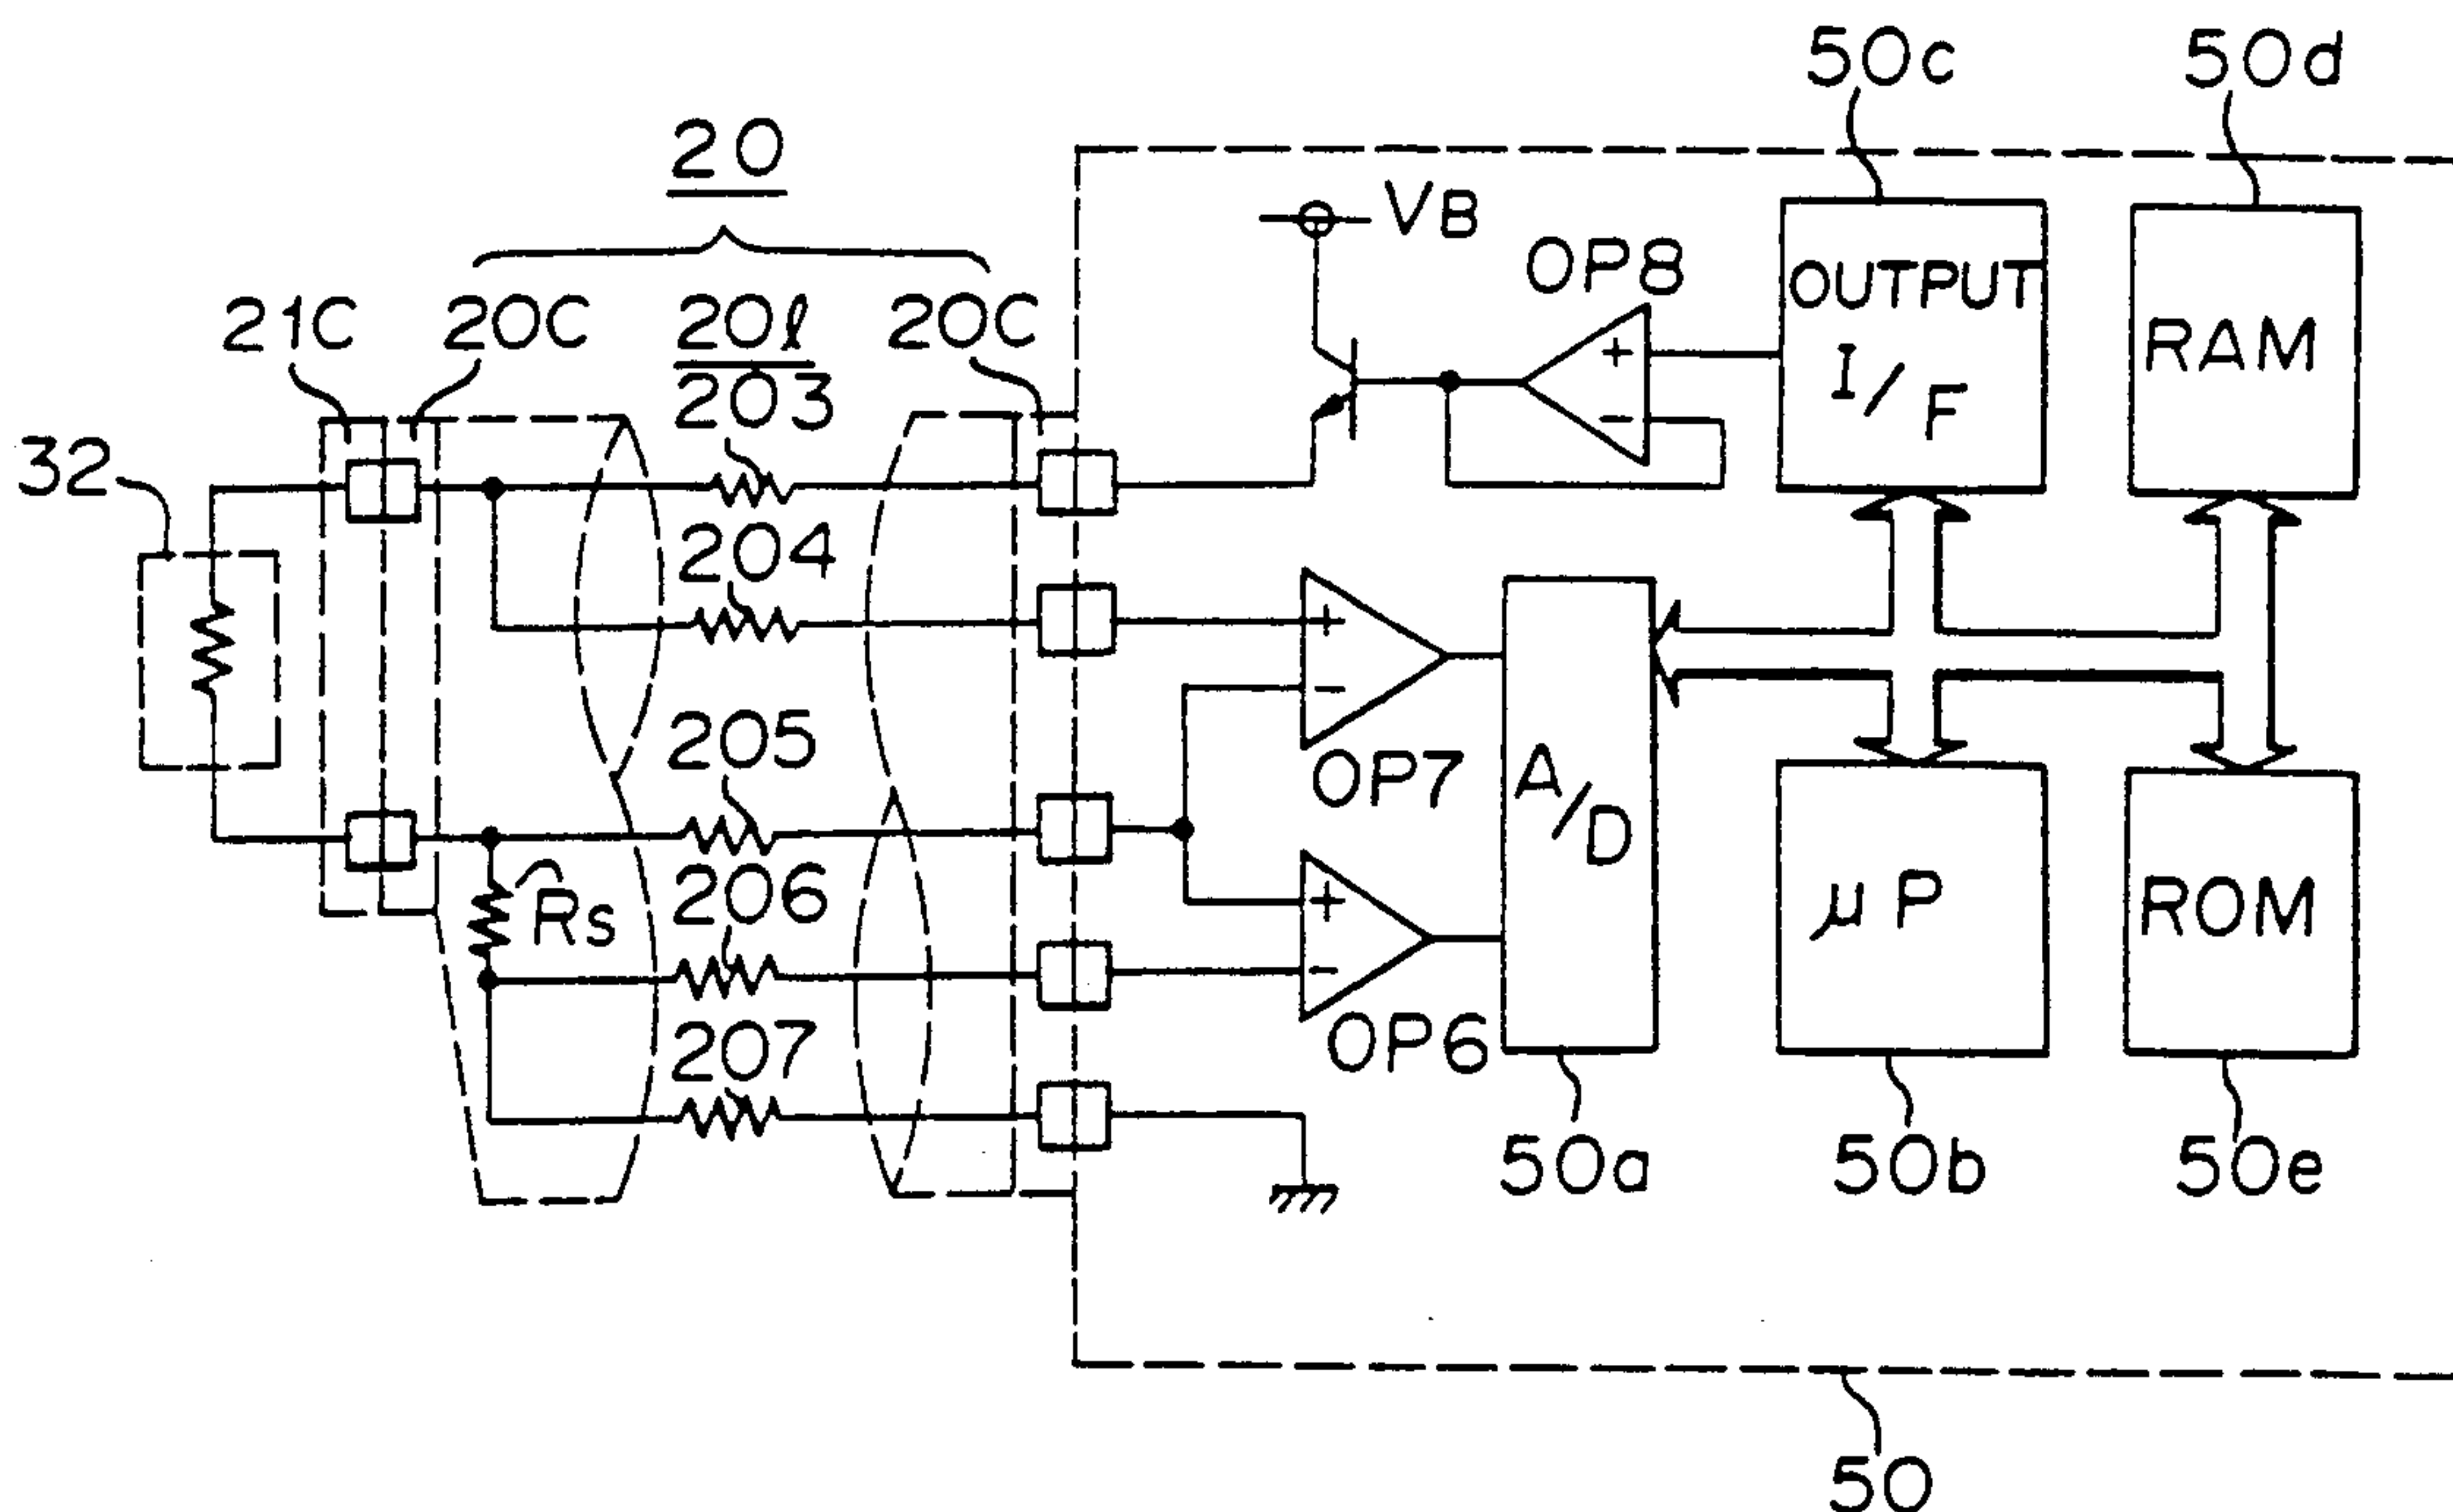 50c
50d
20
VB
OP8
OUTPUT
I/F
RAM
21C
20C
20ℓ
20C
203
32
+
−
204
+
−
205
OP7
A/D
Rs
206
+
−
μP
ROM
OP6
207
50a
50b
50e
50